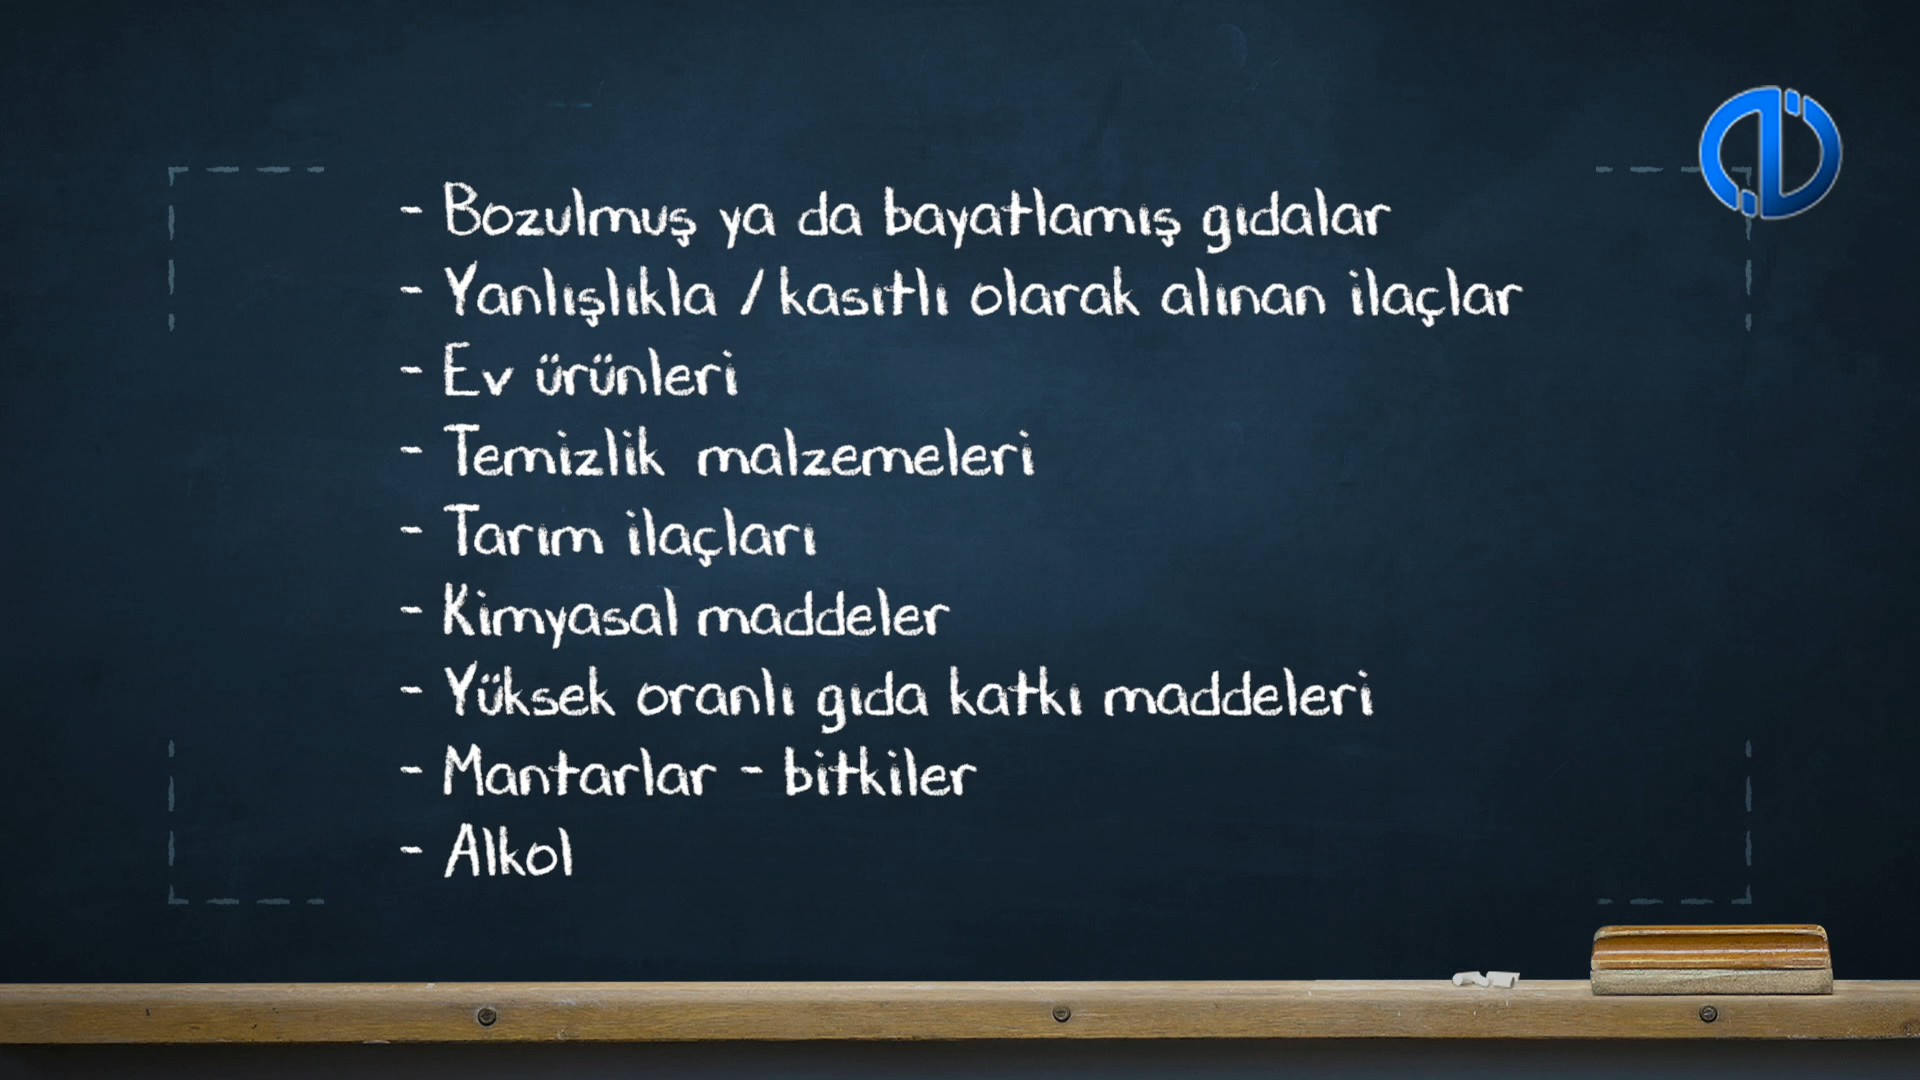 - Bozulmuş ya da bayatlamış gıdalar
- Yanlışlıkla / kasıtlı olarak alınan ilaçlar
- Ev ürünleri
- Temizlik malzemeleri
- Tarım ilaçları
- Kimyasal maddeler
- Yüksek oranlı gıda katkı maddeleri
- Mantarlar - bitkiler
- Alkol